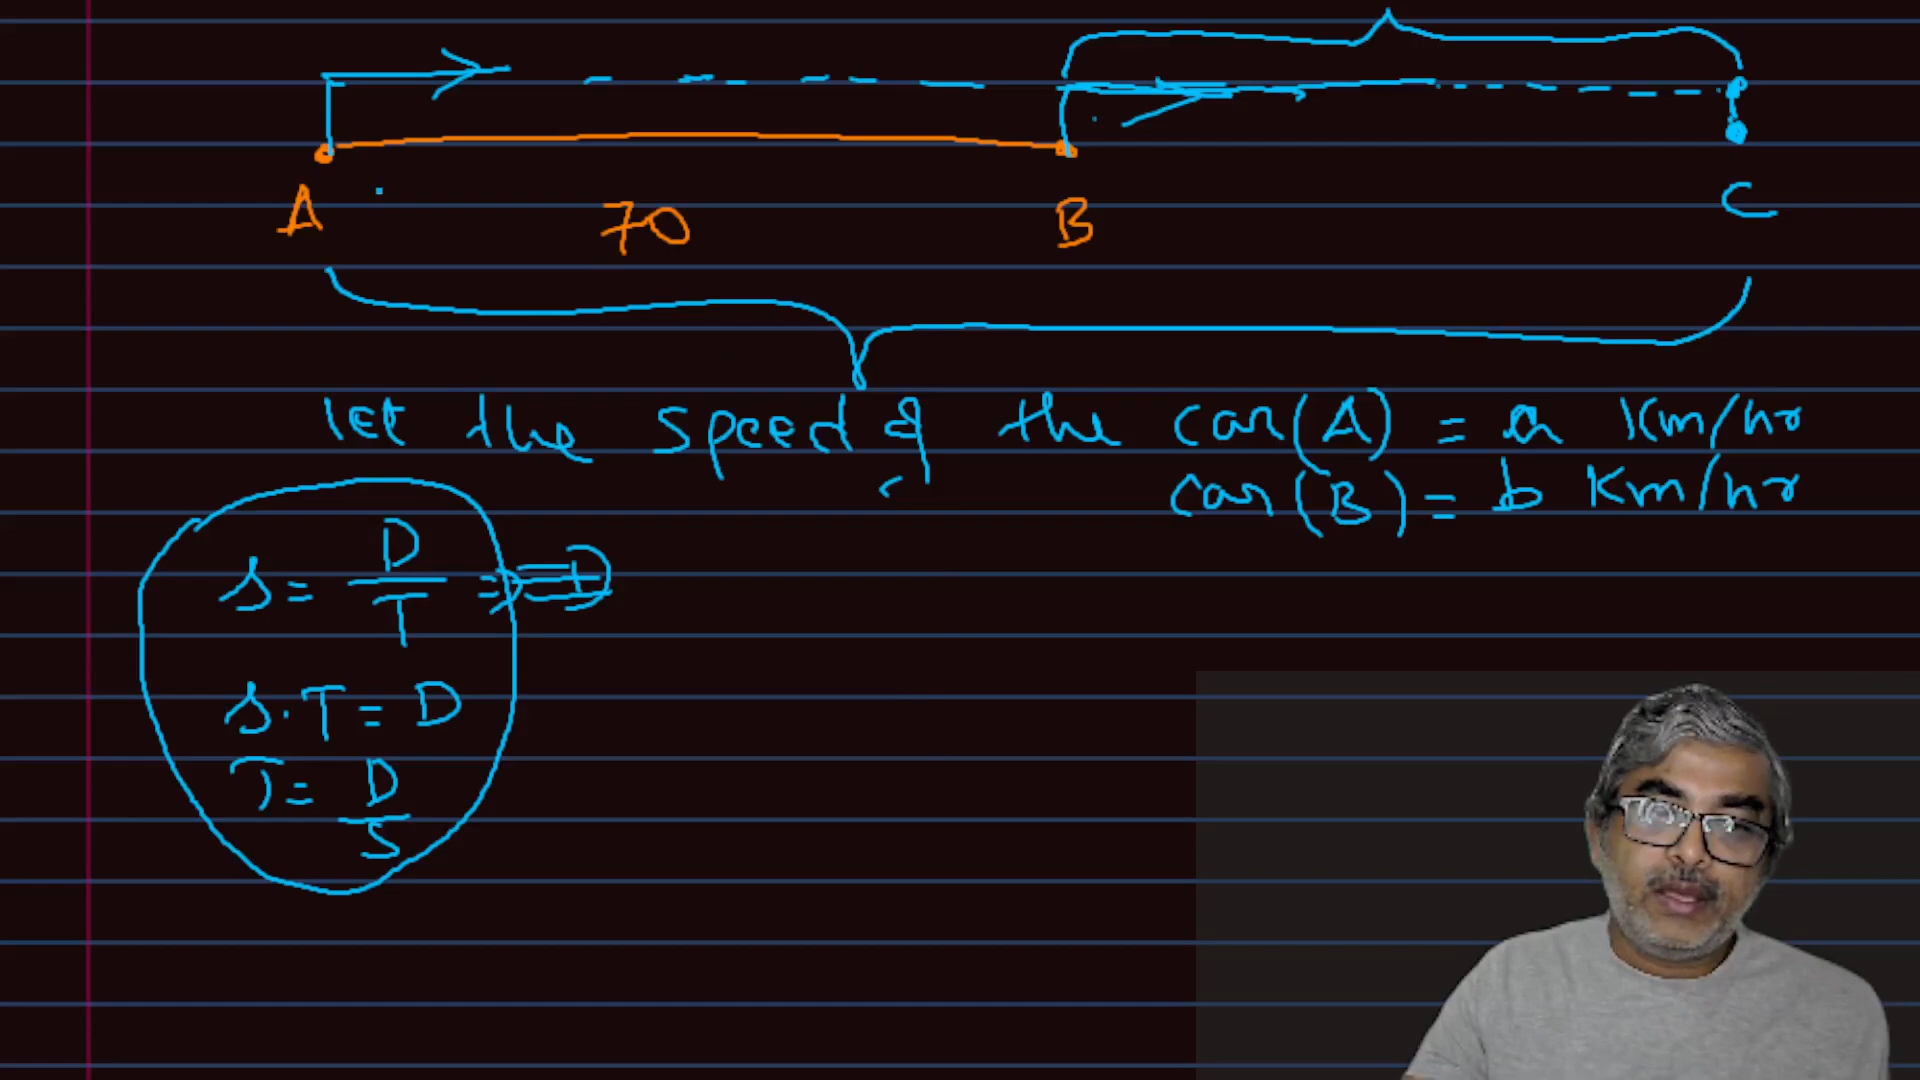 A 70 B C
let the speed of the car(A) = a Km/hr
car(B) = b Km/hr
S = D/T ⇒
S.T = D
T = D/S